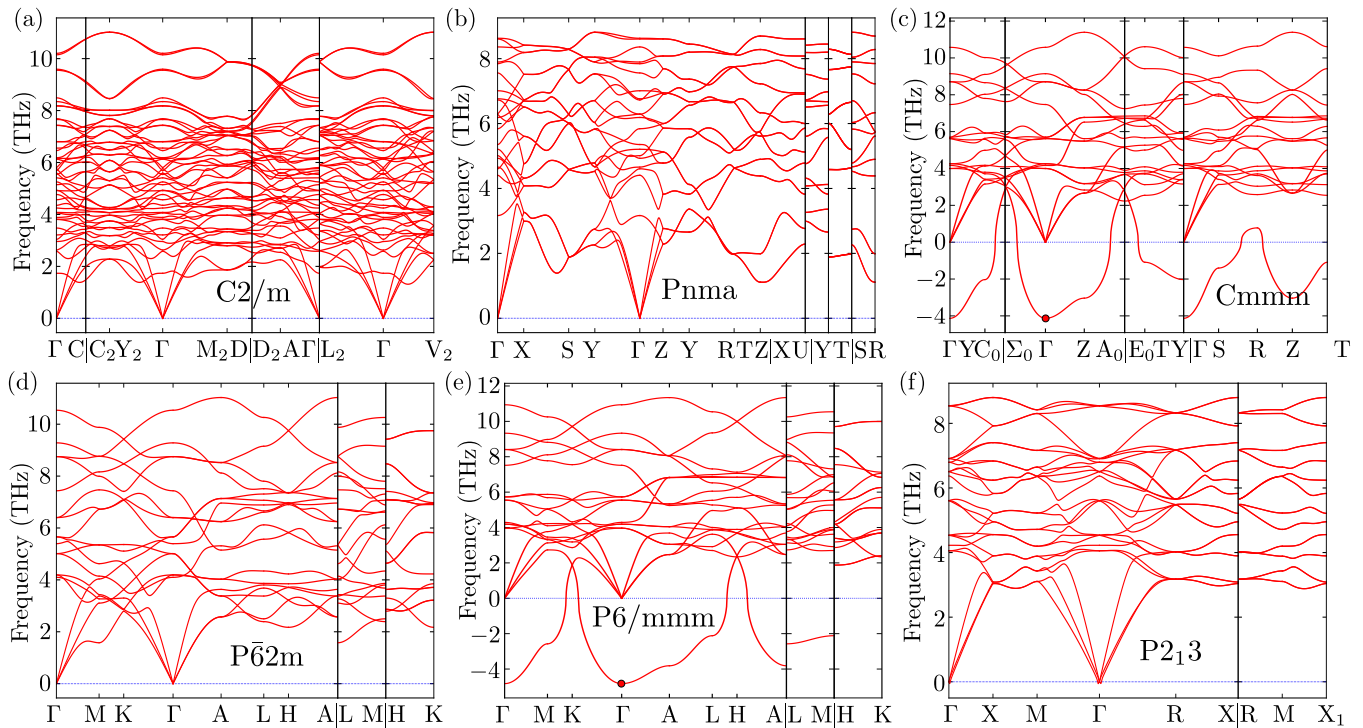 (a)
Frequency (THz)
10
8
6
4
2
0
C2/m
Γ C|C₂Y₂ Γ M₂D|D₂AΓ|L₂ Γ V₂
(b)
Frequency (THz)
8
6
4
2
0
Pnma
Γ X S Y Γ Z Y RTZ|XU|YT|SR
(c)
Frequency (THz)
12
10
8
6
4
2
0
−2
−4
Cmmm
ΓYC₀|Σ₀ Γ Z A₀|E₀TY|Γ S R Z T
(d)
Frequency (THz)
10
8
6
4
2
0
P6̄2m
Γ M K Γ A L H A|L M|H K
(e)
Frequency (THz)
12
10
8
6
4
2
0
−2
−4
P6/mmm
Γ M K Γ A L H A|L M|H K
(f)
Frequency (THz)
8
6
4
2
0
P2₁3
Γ X M Γ R X|R M X₁